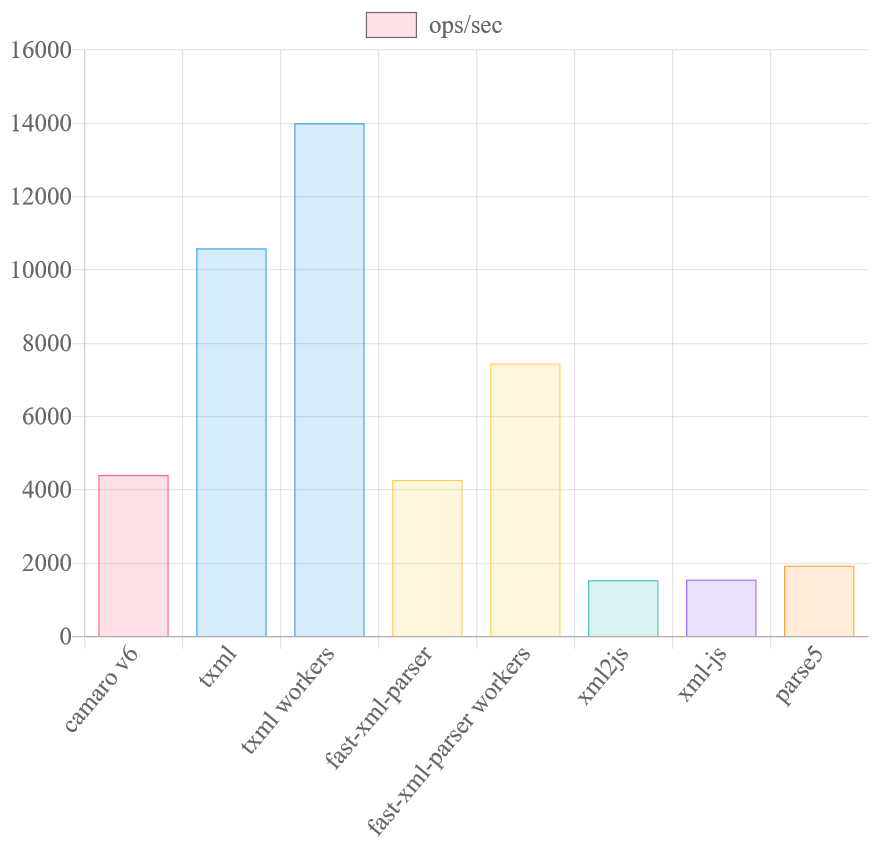 ops/sec
16000
14000
12000
10000
8000
6000
4000
2000
0
camaro v6
txml
txml workers
fast-xml-parser
fast-xml-parser workers
xml2js
xml-js
parse5